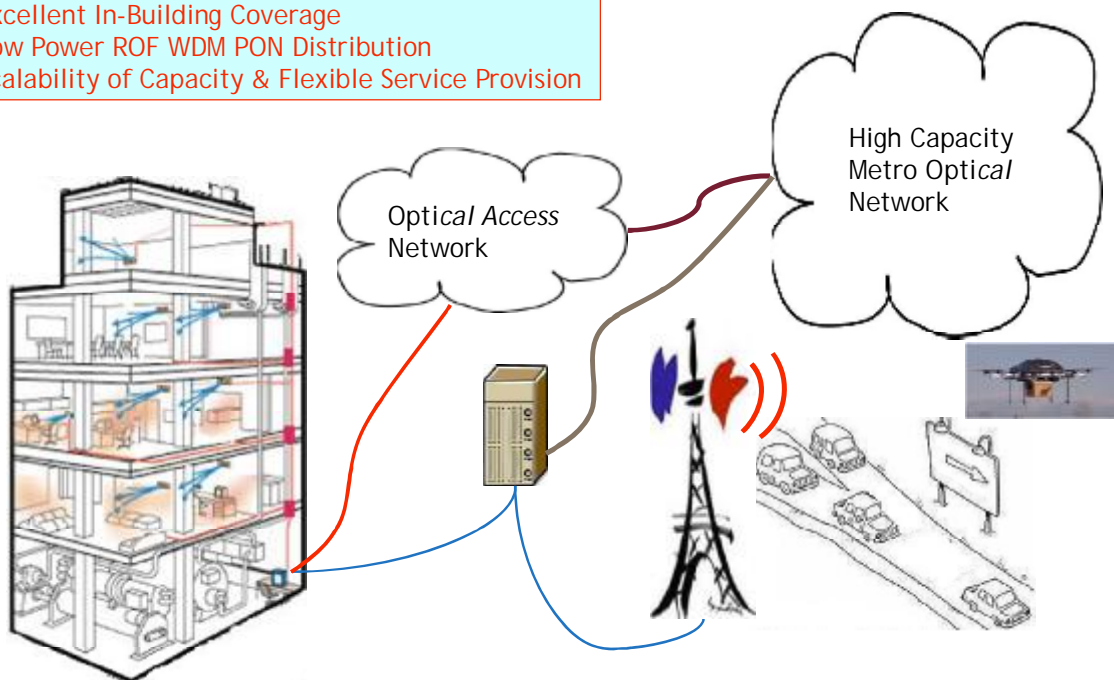 xcellent In-Building Coverage
ow Power ROF WDM PON Distribution
calability of Capacity & Flexible Service Provision
High Capacity
Metro Optical
Network
Optical Access
Network